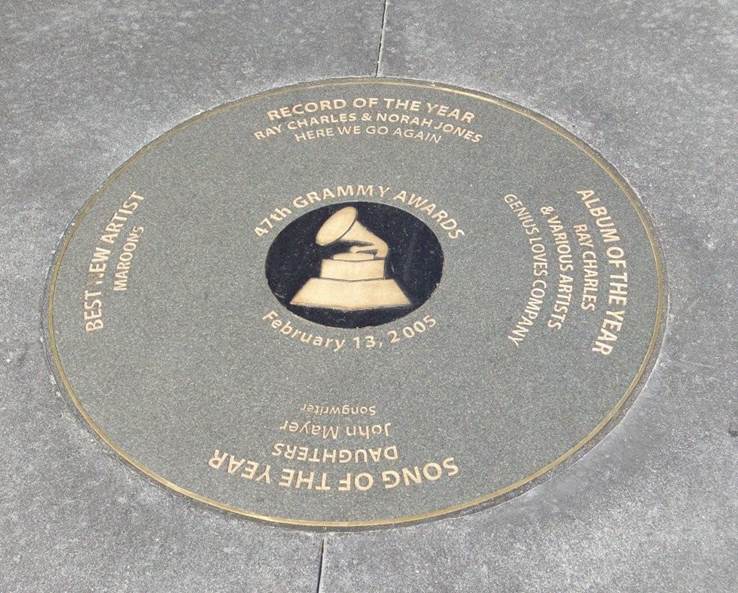 RECORD OF THE YEAR
RAY CHARLES & NORAH JONES
HERE WE GO AGAIN
47th GRAMMY AWARDS
February 13, 2005
BEST NEW ARTIST
MAROON5
ALBUM OF THE YEAR
RAY CHARLES
& VARIOUS ARTISTS
GENIUS LOVES COMPANY
SONG OF THE YEAR
DAUGHTERS
John Mayer
Songwriter